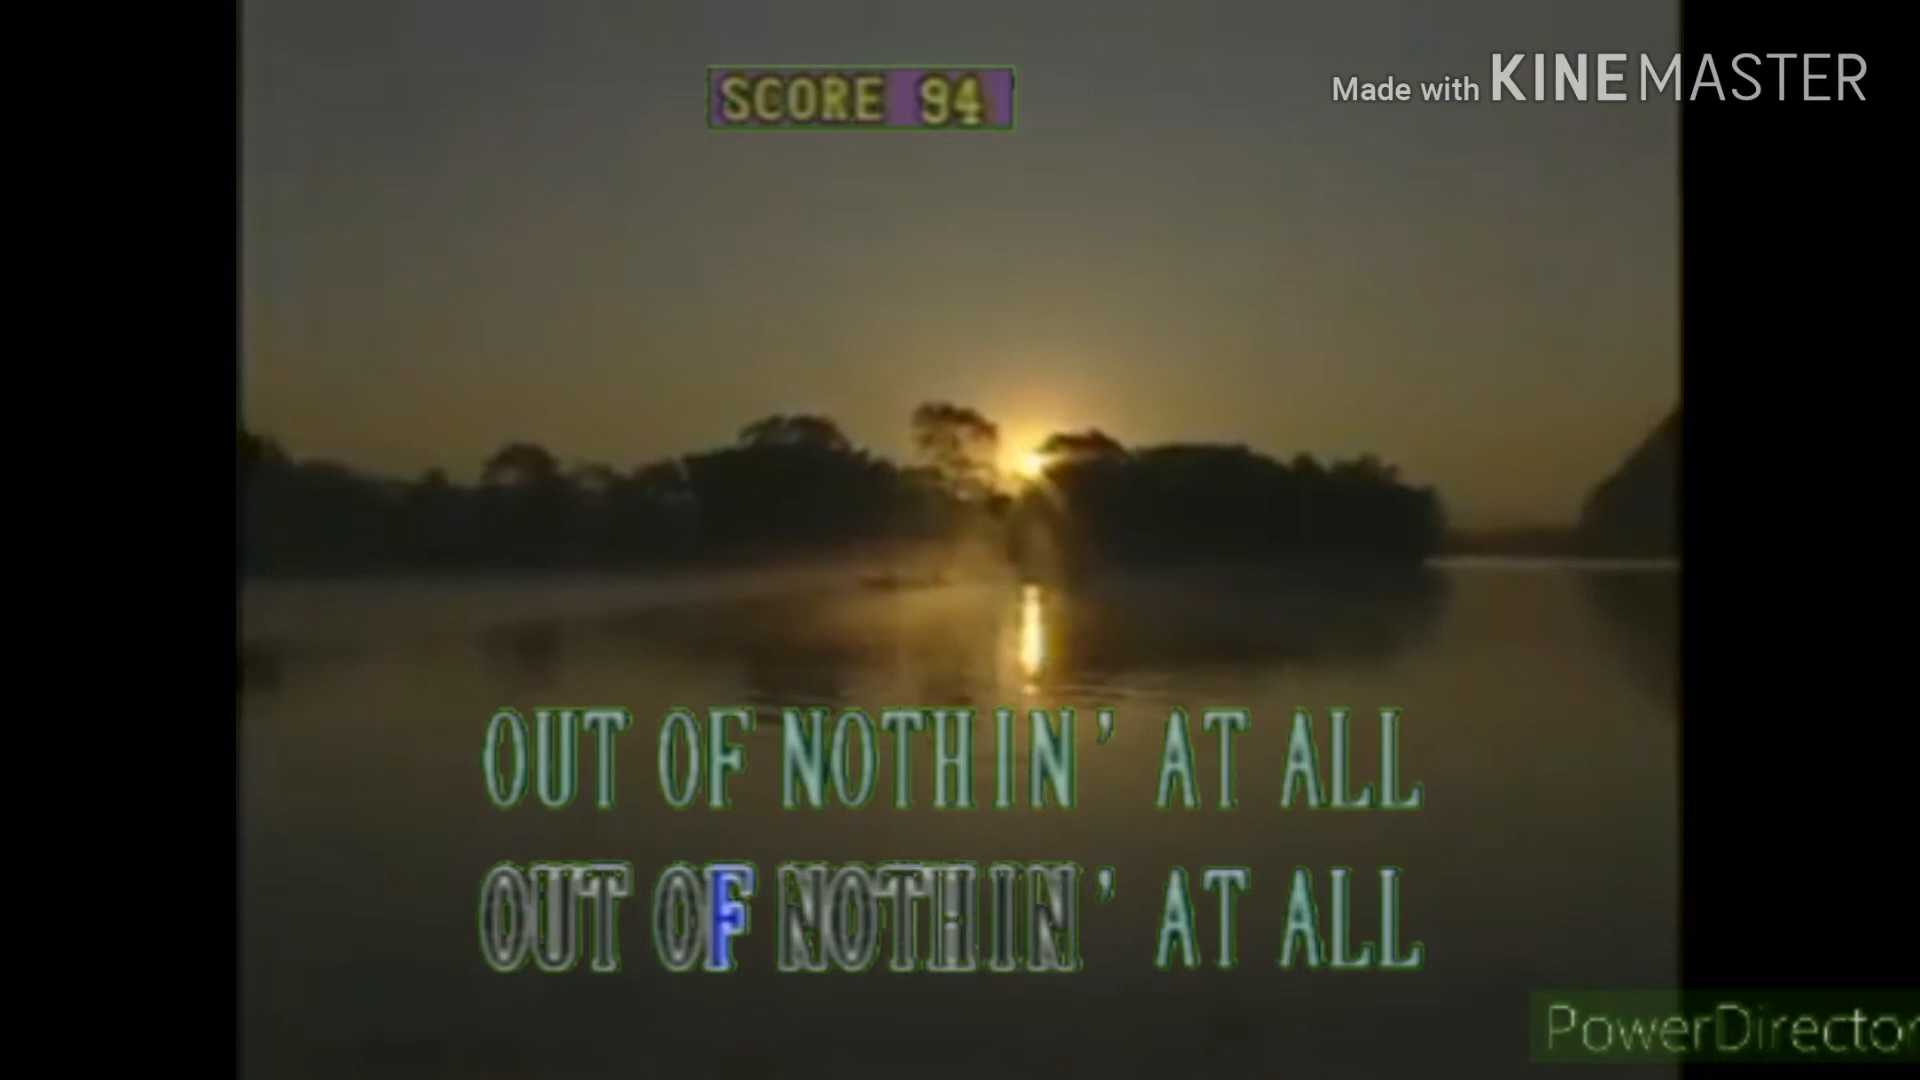 SCORE 94
Made with KINEMASTER
OUT OF NOTHIN' AT ALL
OUT OF NOTHIN' AT ALL
PowerDirector